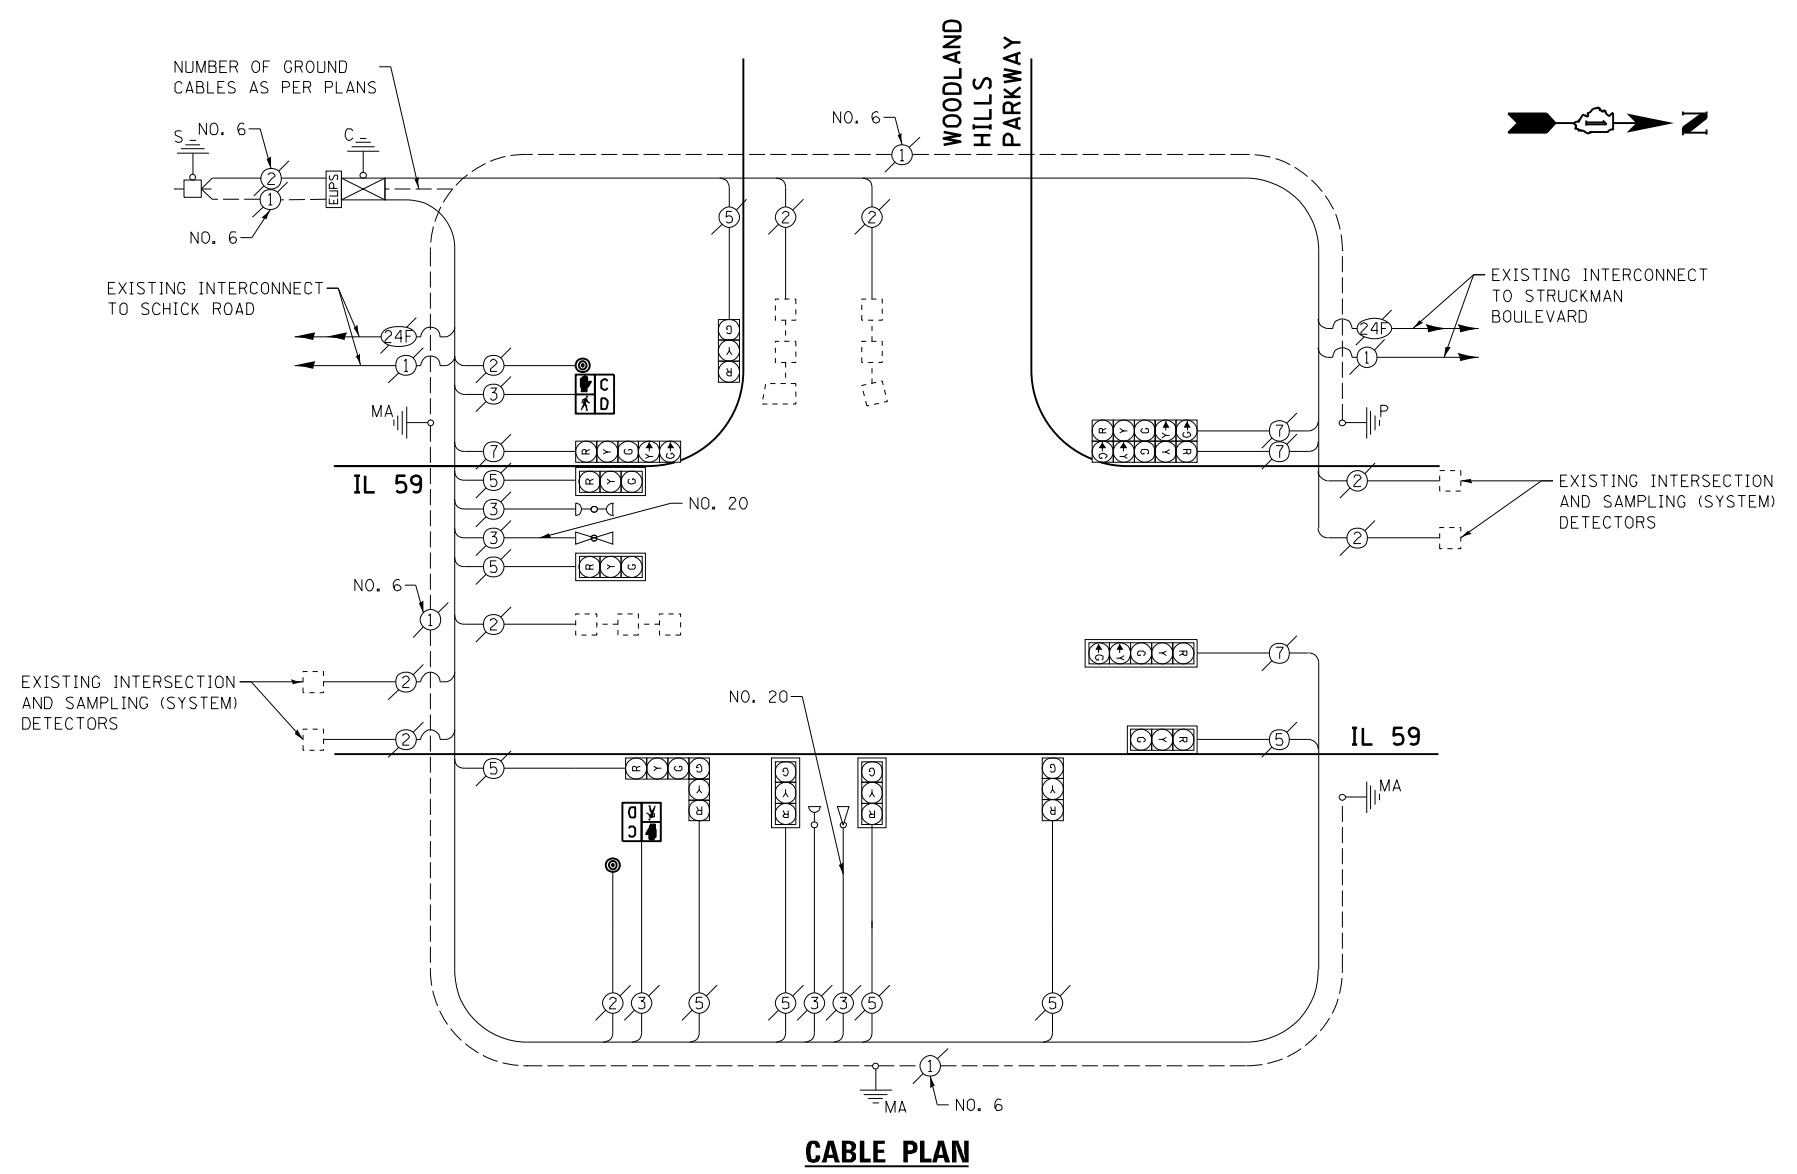 NUMBER OF GROUND
CABLES AS PER PLANS
WOODLAND
HILLS
PARKWAY
N
S
NO. 6
2
C
EUPS
1
NO. 6
NO. 6
1
5
2
2
EXISTING INTERCONNECT
TO SCHICK ROAD
24F
1
EXISTING INTERCONNECT
TO STRUCKMAN
BOULEVARD
24F
1
2
3
C
D
G
Y
R
MA
P
7
R Y G Y G
R Y G Y G
G Y G Y R
7
7
IL 59
5
R Y G
3
NO. 20
3
5
R Y G
2
2
EXISTING INTERSECTION
AND SAMPLING (SYSTEM)
DETECTORS
NO. 6
1
2
G Y G Y R
7
EXISTING INTERSECTION
AND SAMPLING (SYSTEM)
DETECTORS
2
2
NO. 20
G Y R
5
IL 59
5
R Y G G
Y
R
G
Y
R
G
Y
R
G
Y
R
D
C
MA
2
3
5
5
3
3
5
5
1
MA
NO. 6
CABLE PLAN